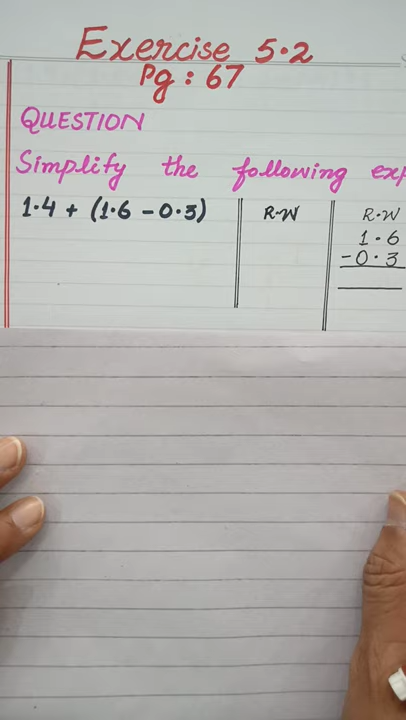 Exercise 5.2
Pg : 67
QUESTION
Simplify the following exp
1.4 + (1.6 - 0.3)
R.W
R.W
1.6
-0.3